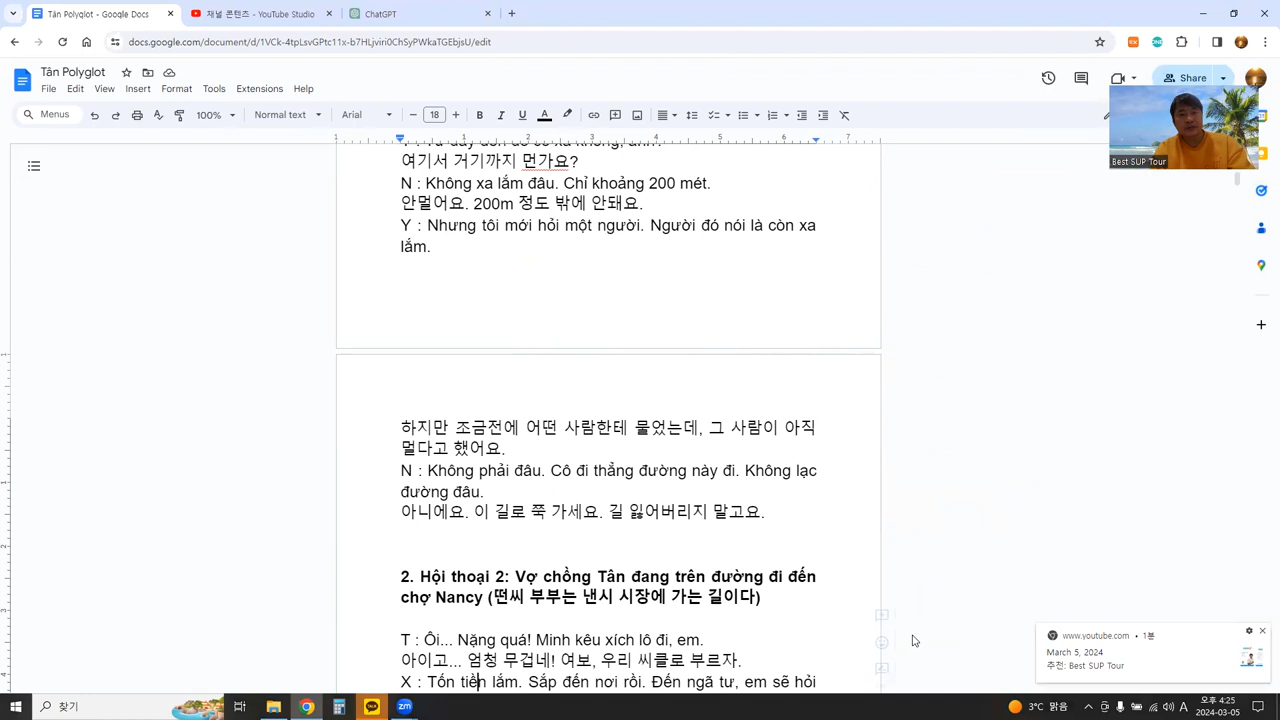 Tân Polyglot - Google Docs
채널 콘텐츠 - YouTube Studio
ChatGPT
docs.google.com/document/d/1VCk-4tpLsvGPtc11x-b7HLjviri0ChSyPWkaTGEbjsU/edit
Tân Polyglot
File Edit View Insert Format Tools Extensions Help
Share
Menus 100% Normal text Arial 18
1 1 2 3 4 5 6 7
여기서 거기까지 먼가요?
N : Không xa lắm đâu. Chỉ khoảng 200 mét.
안멀어요. 200m 정도 밖에 안돼요.
Y : Nhưng tôi mới hỏi một người. Người đó nói là còn xa
lắm.
Best SUP Tour
하지만 조금전에 어떤 사람한테 물었는데, 그 사람이 아직
멀다고 했어요.
N : Không phải đâu. Cô đi thẳng đường này đi. Không lạc
đường đâu.
아니에요. 이 길로 쭉 가세요. 길 잃어버리지 말고요.
2. Hội thoại 2: Vợ chồng Tân đang trên đường đi đến
chợ Nancy (떤씨 부부는 낸시 시장에 가는 길이다)
T : Ôi... Nặng quá! Minh kêu xích lô đi, em.
아이고... 엄청 무겁네! 여보, 우리 씨클로 부르자.
X : Tốn tiền lắm. Sắp đến nơi rồi. Đến ngã tư, em sẽ hỏi
www.youtube.com • 1분
March 5, 2024
추천: Best SUP Tour
찾기
TALK
zm
3°C 맑음
A
오후 4:25
2024-03-05